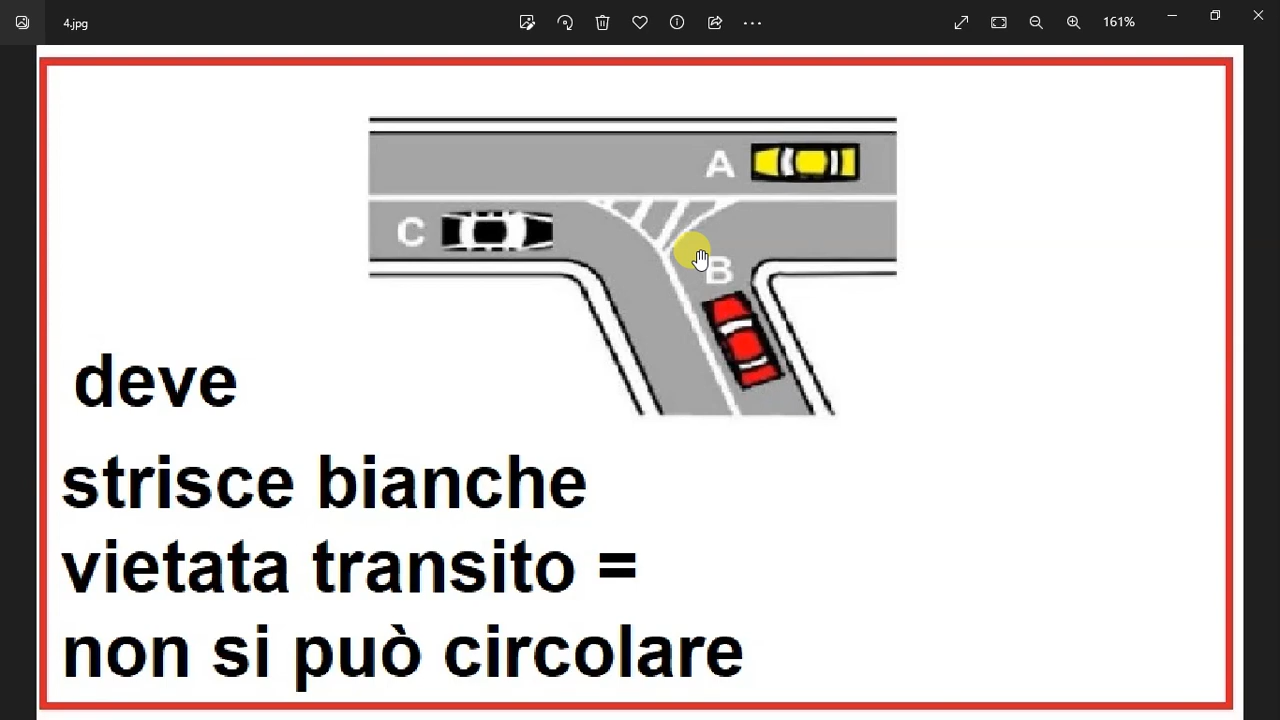 4.jpg
161%
A
C
B
deve
strisce bianche
vietata transito =
non si può circolare